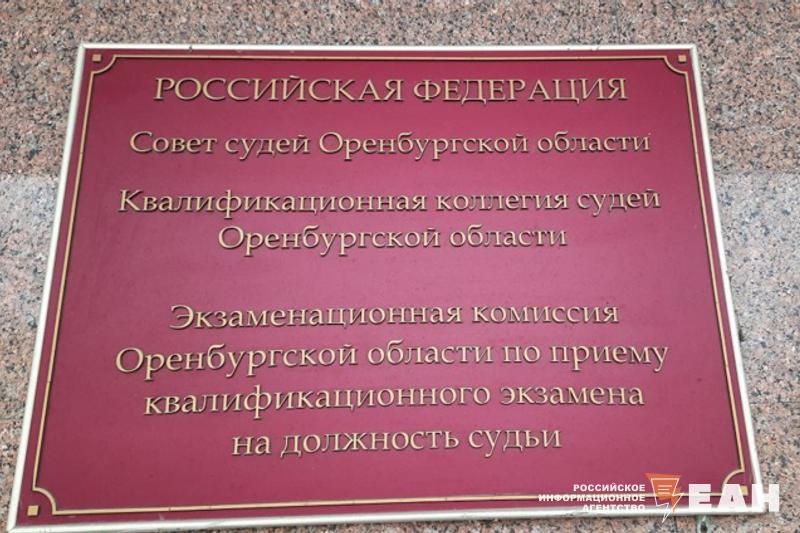 РОССИЙСКАЯ ФЕДЕРАЦИЯ
Совет судей Оренбургской области
Квалификационная коллегия судей
Оренбургской области
Экзаменационная комиссия
Оренбургской области по приему
квалификационного экзамена
на должность судьи
РОССИЙСКОЕ
ИНФОРМАЦИОННОЕ
АГЕНТСТВО
ЕАН